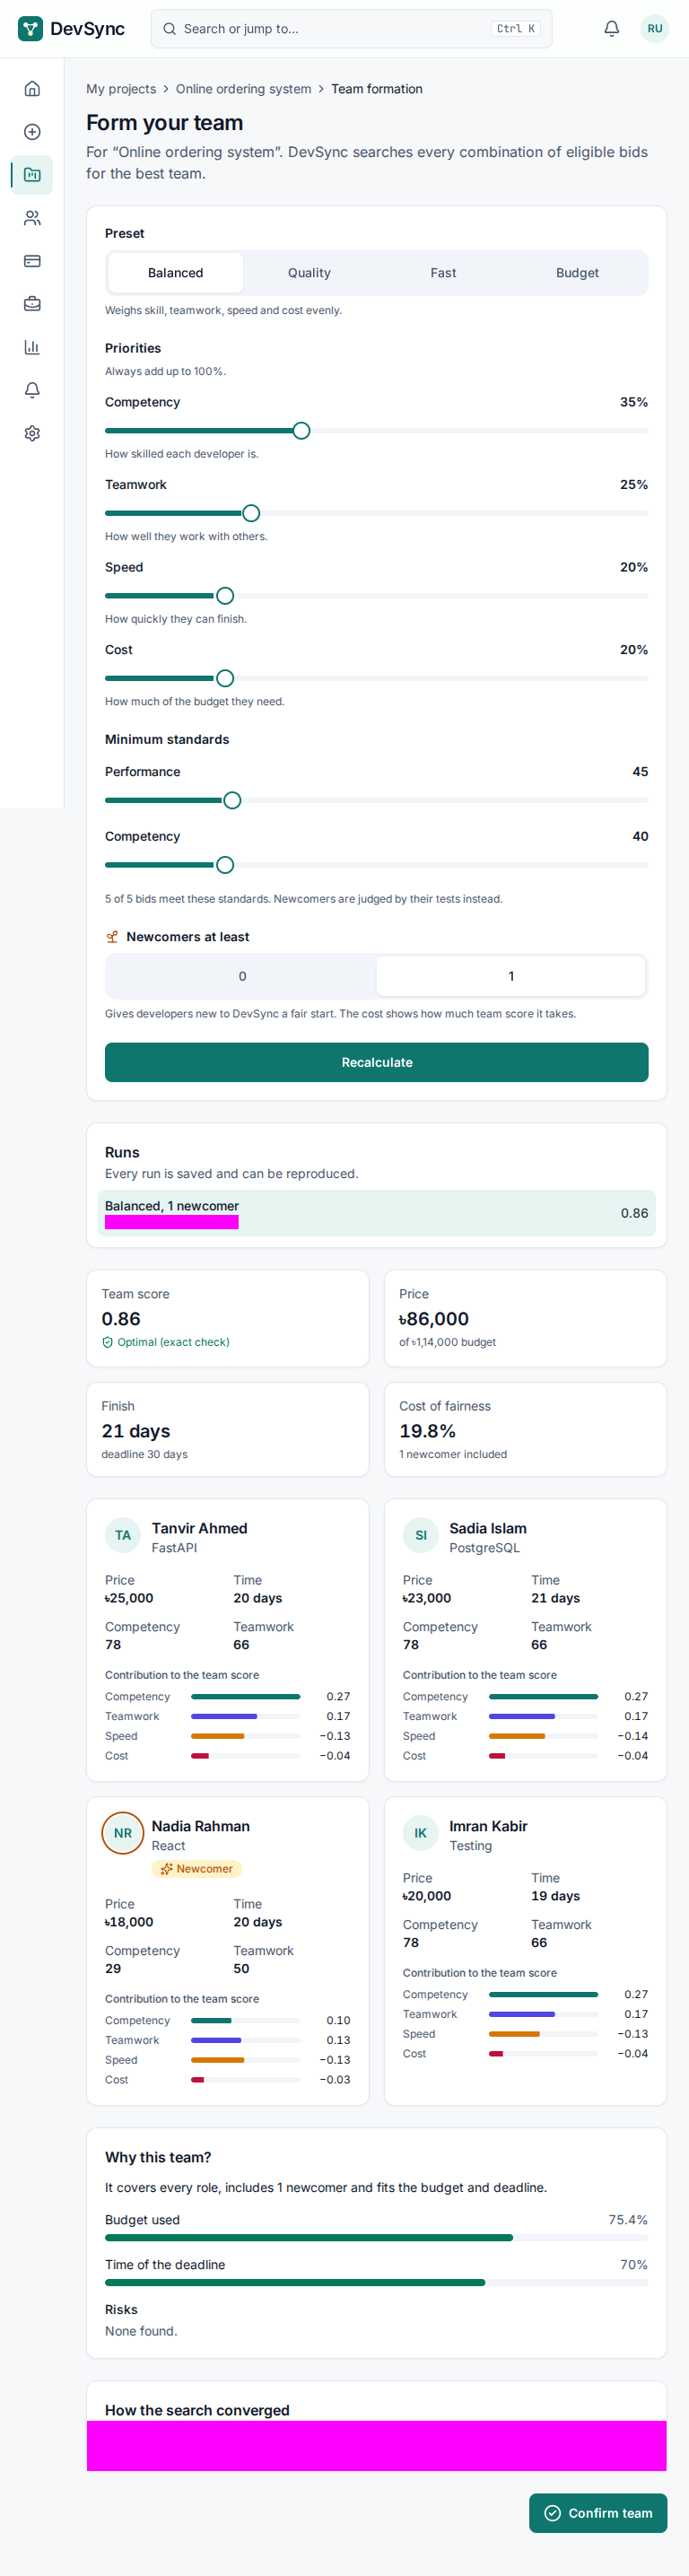 DevSync
Search or jump to...
Ctrl K
RU
My projects > Online ordering system > Team formation
Form your team
For “Online ordering system”. DevSync searches every combination of eligible bids
for the best team.
Preset
Balanced
Quality
Fast
Budget
Weighs skill, teamwork, speed and cost evenly.
Priorities
Always add up to 100%.
Competency 35%
How skilled each developer is.
Teamwork 25%
How well they work with others.
Speed 20%
How quickly they can finish.
Cost 20%
How much of the budget they need.
Minimum standards
Performance 45
Competency 40
5 of 5 bids meet these standards. Newcomers are judged by their tests instead.
Newcomers at least
0
1
Gives developers new to DevSync a fair start. The cost shows how much team score it takes.
Recalculate
Runs
Every run is saved and can be reproduced.
Balanced, 1 newcomer
0.86
Team score
0.86
Optimal (exact check)
Price
৳86,000
of ৳1,14,000 budget
Finish
21 days
deadline 30 days
Cost of fairness
19.8%
1 newcomer included
TA
Tanvir Ahmed
FastAPI
Price
৳25,000
Time
20 days
Competency
78
Teamwork
66
Contribution to the team score
Competency 0.27
Teamwork 0.17
Speed −0.13
Cost −0.04
SI
Sadia Islam
PostgreSQL
Price
৳23,000
Time
21 days
Competency
78
Teamwork
66
Contribution to the team score
Competency 0.27
Teamwork 0.17
Speed −0.14
Cost −0.04
NR
Nadia Rahman
React
Newcomer
Price
৳18,000
Time
20 days
Competency
29
Teamwork
50
Contribution to the team score
Competency 0.10
Teamwork 0.13
Speed −0.13
Cost −0.03
IK
Imran Kabir
Testing
Price
৳20,000
Time
19 days
Competency
78
Teamwork
66
Contribution to the team score
Competency 0.27
Teamwork 0.17
Speed −0.13
Cost −0.04
Why this team?
It covers every role, includes 1 newcomer and fits the budget and deadline.
Budget used 75.4%
Time of the deadline 70%
Risks
None found.
How the search converged
Confirm team